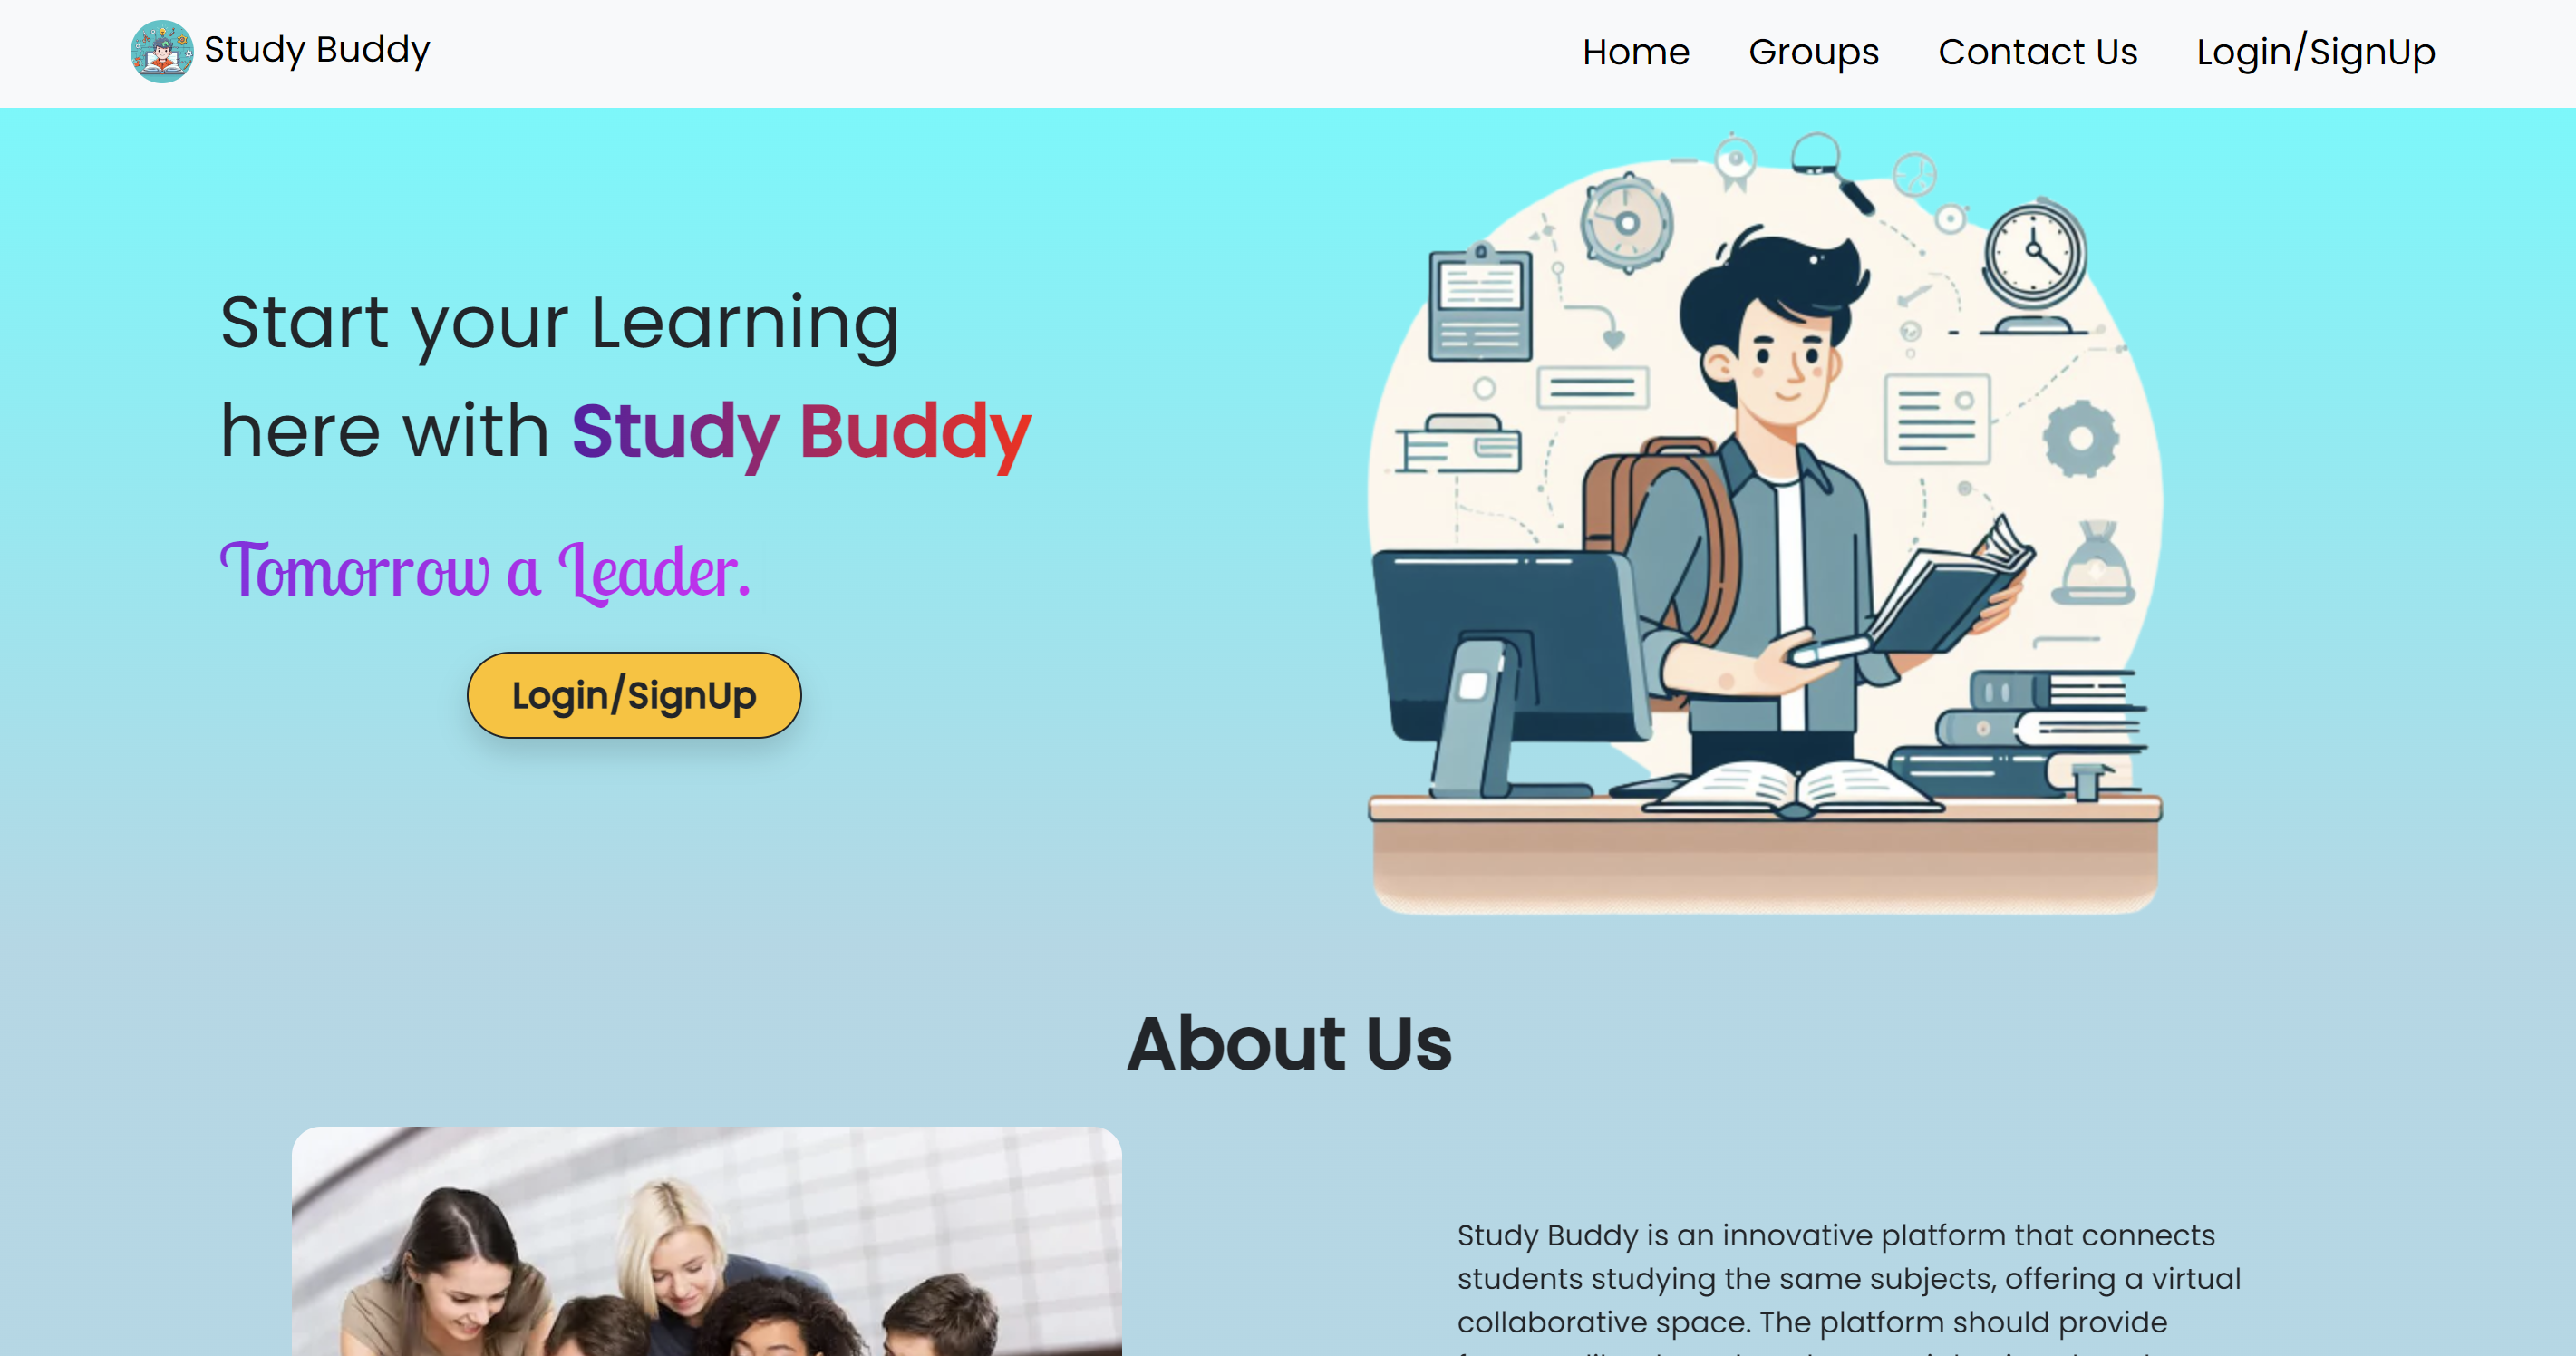 Study Buddy
Home Groups Contact Us Login/SignUp
Start your Learning
here with Study Buddy
Tomorrow a Leader.
Login/SignUp
About Us
Study Buddy is an innovative platform that connects
students studying the same subjects, offering a virtual
collaborative space. The platform should provide